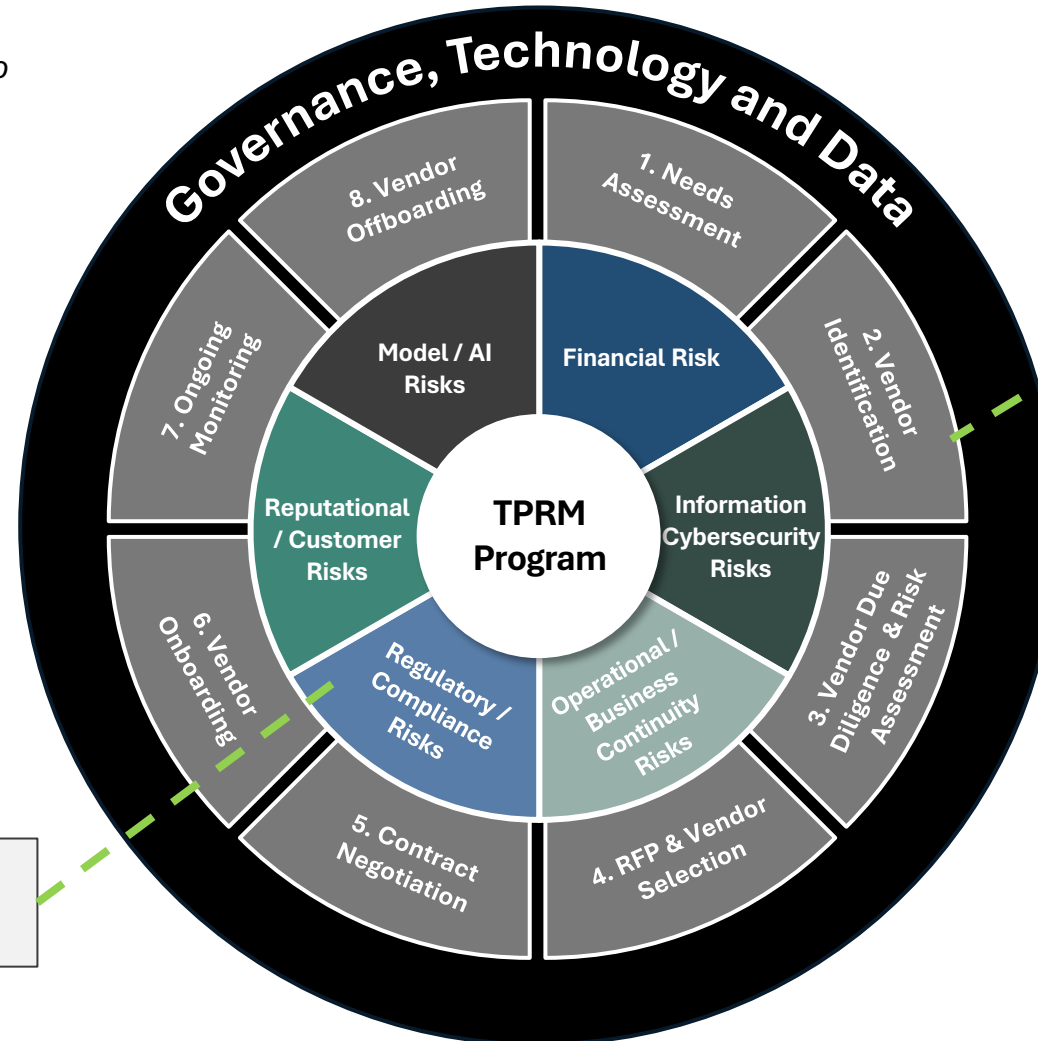 Governance, Technology and Data
1. Needs
Assessment
2. Vendor
Identification
3. Vendor Due
Diligence & Risk
Assessment
4. RFP & Vendor
Selection
5. Contract
Negotiation
6. Vendor
Onboarding
7. Ongoing
Monitoring
8. Vendor
Offboarding
Financial Risk
Information
Cybersecurity
Risks
Operational /
Business
Continuity
Risks
Regulatory /
Compliance
Risks
Reputational
/ Customer
Risks
Model / AI
Risks
TPRM
Program